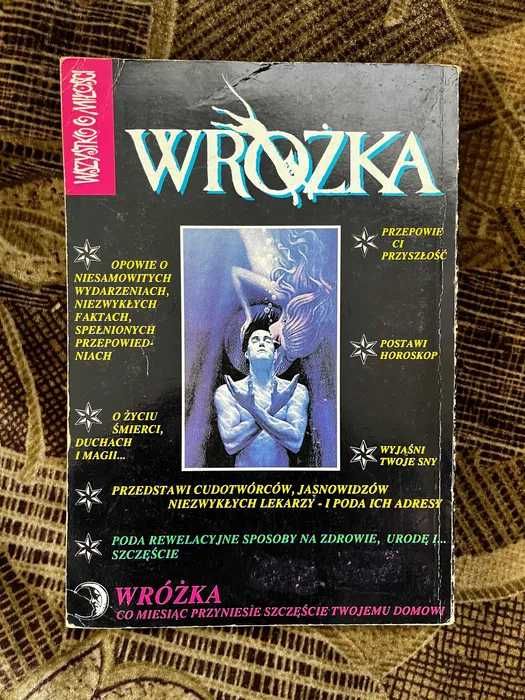 WSZYSTKO O MIŁOŚCI
WRÓŻKA
OPOWIE O
NIESAMOWITYCH
WYDARZENIACH,
NIEZWYKŁYCH
FAKTACH,
SPEŁNIONYCH
PRZEPOWIED-
NIACH
O ŻYCIU
ŚMIERCI,
DUCHACH
I MAGII...
PRZEPOWIE
CI
PRZYSZŁOŚĆ
POSTAWI
HOROSKOP
WYJAŚNI
TWOJE SNY
PRZEDSTAWI CUDOTWÓRCÓW, JASNOWIDZÓW
NIEZWYKŁYCH LEKARZY - I PODA ICH ADRESY
PODA REWELACYJNE SPOSOBY NA ZDROWIE, URODĘ I...
SZCZĘŚCIE
WRÓŻKA
CO MIESIĄC PRZYNIESIE SZCZĘŚCIE TWOJEMU DOMOWI